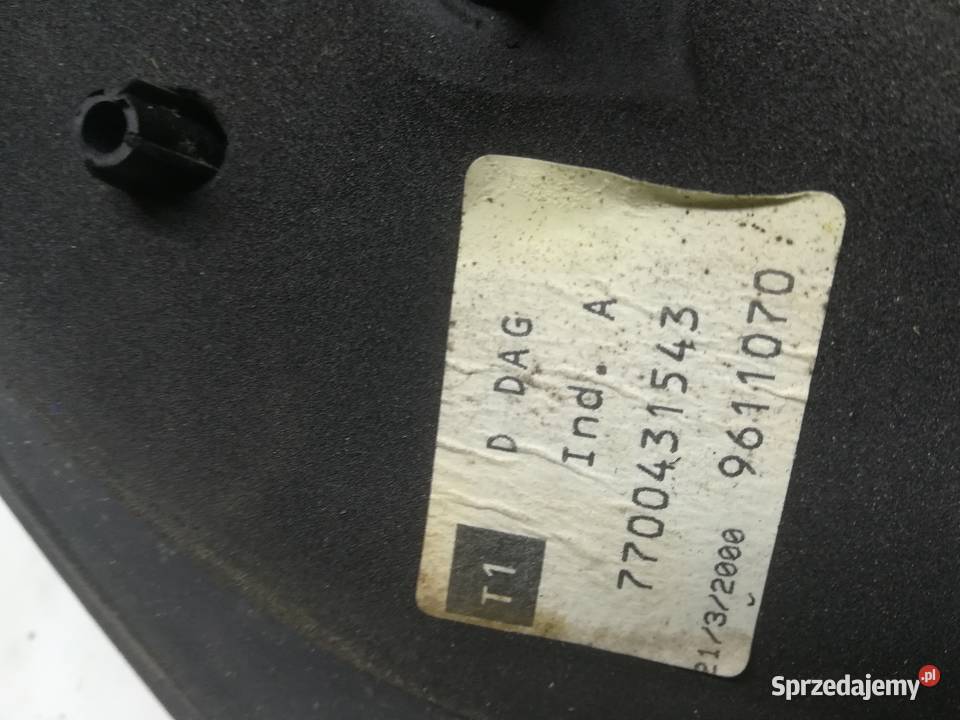 T1 D DAG
Ind. A
7700431543
21/3/2000 9611070
Sprzedajemy.pl